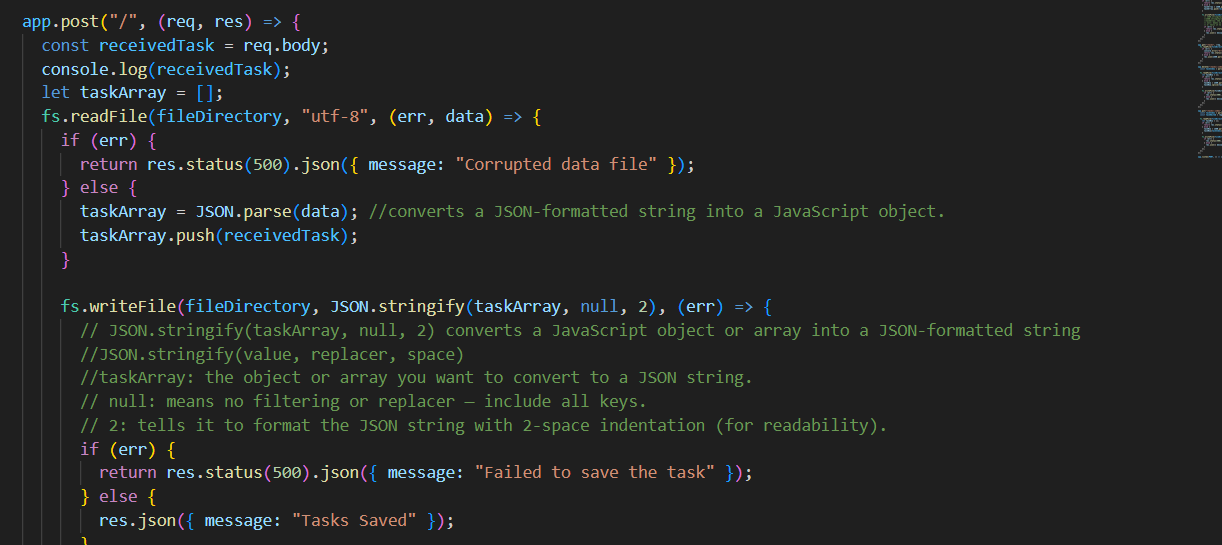 app.post("/", (req, res) => {
const receivedTask = req.body;
console.log(receivedTask);
let taskArray = [];
fs.readFile(fileDirectory, "utf-8", (err, data) => {
if (err) {
return res.status(500).json({ message: "Corrupted data file" });
} else {
taskArray = JSON.parse(data); //converts a JSON-formatted string into a JavaScript object.
taskArray.push(receivedTask);
}
fs.writeFile(fileDirectory, JSON.stringify(taskArray, null, 2), (err) => {
// JSON.stringify(taskArray, null, 2) converts a JavaScript object or array into a JSON-formatted string
//JSON.stringify(value, replacer, space)
//taskArray: the object or array you want to convert to a JSON string.
// null: means no filtering or replacer — include all keys.
// 2: tells it to format the JSON string with 2-space indentation (for readability).
if (err) {
return res.status(500).json({ message: "Failed to save the task" });
} else {
res.json({ message: "Tasks Saved" });
}